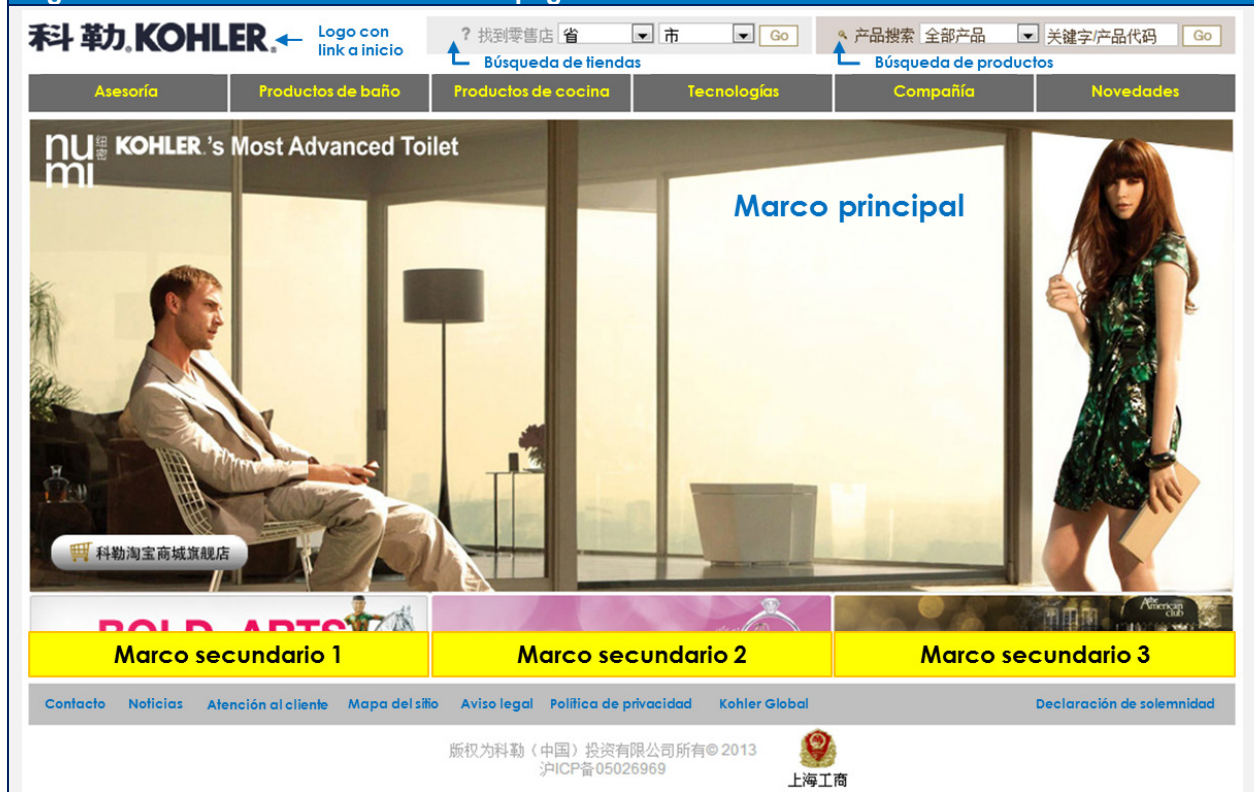 科勒.KOHLER.
Logo con
link a inicio
? 找到零售店 省 市 Go
Búsqueda de tiendas
产品搜索 全部产品 关键字/产品代码 Go
Búsqueda de productos
Asesoría Productos de baño Productos de cocina Tecnologías Compañía Novedades
numi KOHLER.'s Most Advanced Toilet
Marco principal
科勒淘宝商城旗舰店
BOLD ARTS
the American club
Marco secundario 1 Marco secundario 2 Marco secundario 3
Contacto Noticias Atención al cliente Mapa del sitio Aviso legal Política de privacidad Kohler Global Declaración de solemnidad
版权为科勒（中国）投资有限公司所有© 2013
沪ICP备05026969
上海工商